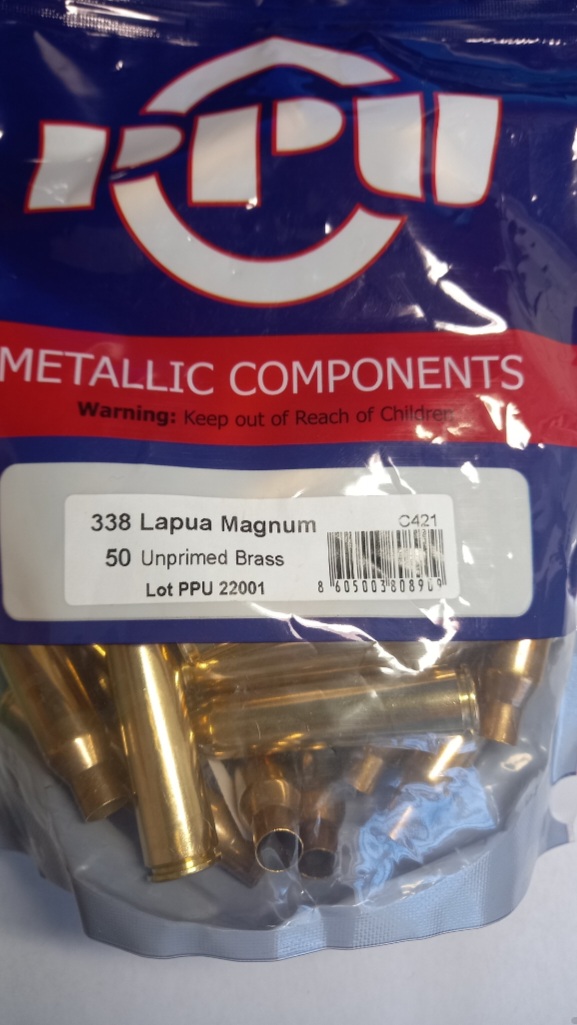 PPU
METALLIC COMPONENTS
Warning: Keep out of Reach of Children
338 Lapua Magnum
C421
50 Unprimed Brass
Lot PPU 22001
8 605003 808909